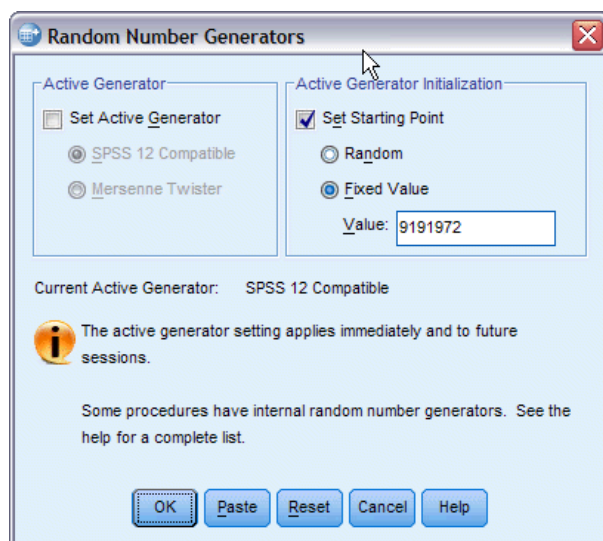 Random Number Generators
Active Generator
Set Active Generator
SPSS 12 Compatible
Mersenne Twister
Active Generator Initialization
Set Starting Point
Random
Fixed Value
Value: 9191972
Current Active Generator: SPSS 12 Compatible
The active generator setting applies immediately and to future
sessions.
Some procedures have internal random number generators. See the
help for a complete list.
OK Paste Reset Cancel Help